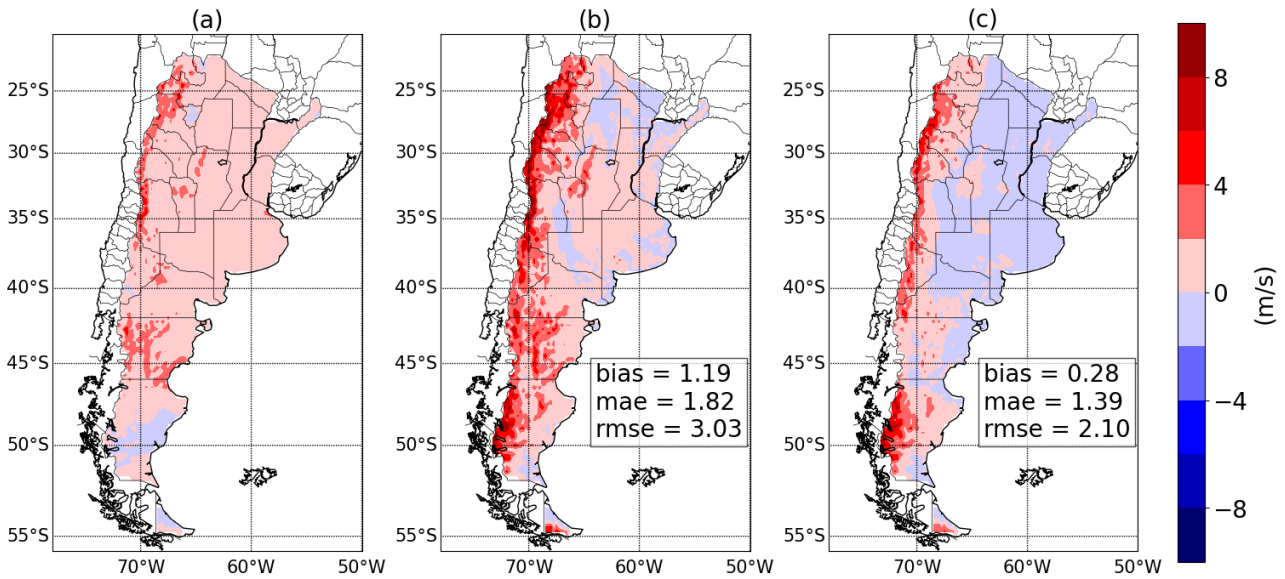 (a)
(b)
(c)
25°S
30°S
35°S
40°S
45°S
50°S
55°S
70°W
60°W
50°W
25°S
30°S
35°S
40°S
45°S
50°S
55°S
bias = 1.19
mae = 1.82
rmse = 3.03
70°W
60°W
50°W
25°S
30°S
35°S
40°S
45°S
50°S
55°S
bias = 0.28
mae = 1.39
rmse = 2.10
70°W
60°W
50°W
8
4
0
−4
−8
(m/s)